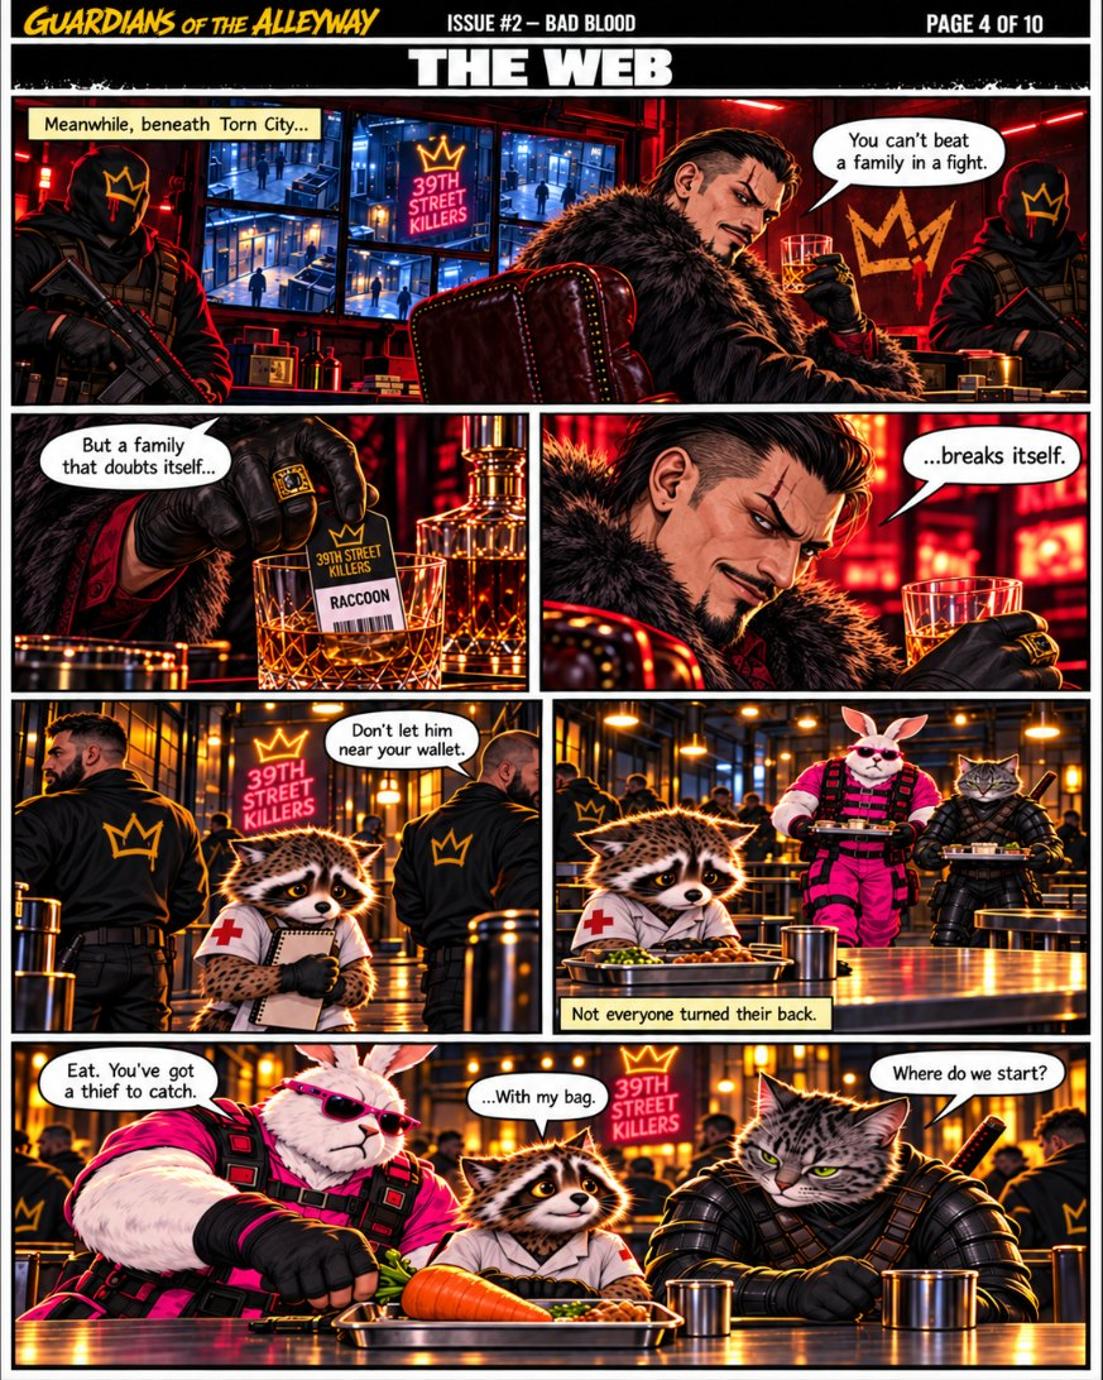 GUARDIANS OF THE ALLEYWAY
ISSUE #2 – BAD BLOOD
PAGE 4 OF 10
THE WEB
Meanwhile, beneath Torn City...
39TH
STREET
KILLERS
You can't beat
a family in a fight.
But a family
that doubts itself...
39TH STREET
KILLERS
RACCOON
...breaks itself.
Don't let him
near your wallet.
39TH
STREET
KILLERS
Not everyone turned their back.
Eat. You've got
a thief to catch.
...With my bag.
39TH
STREET
KILLERS
Where do we start?